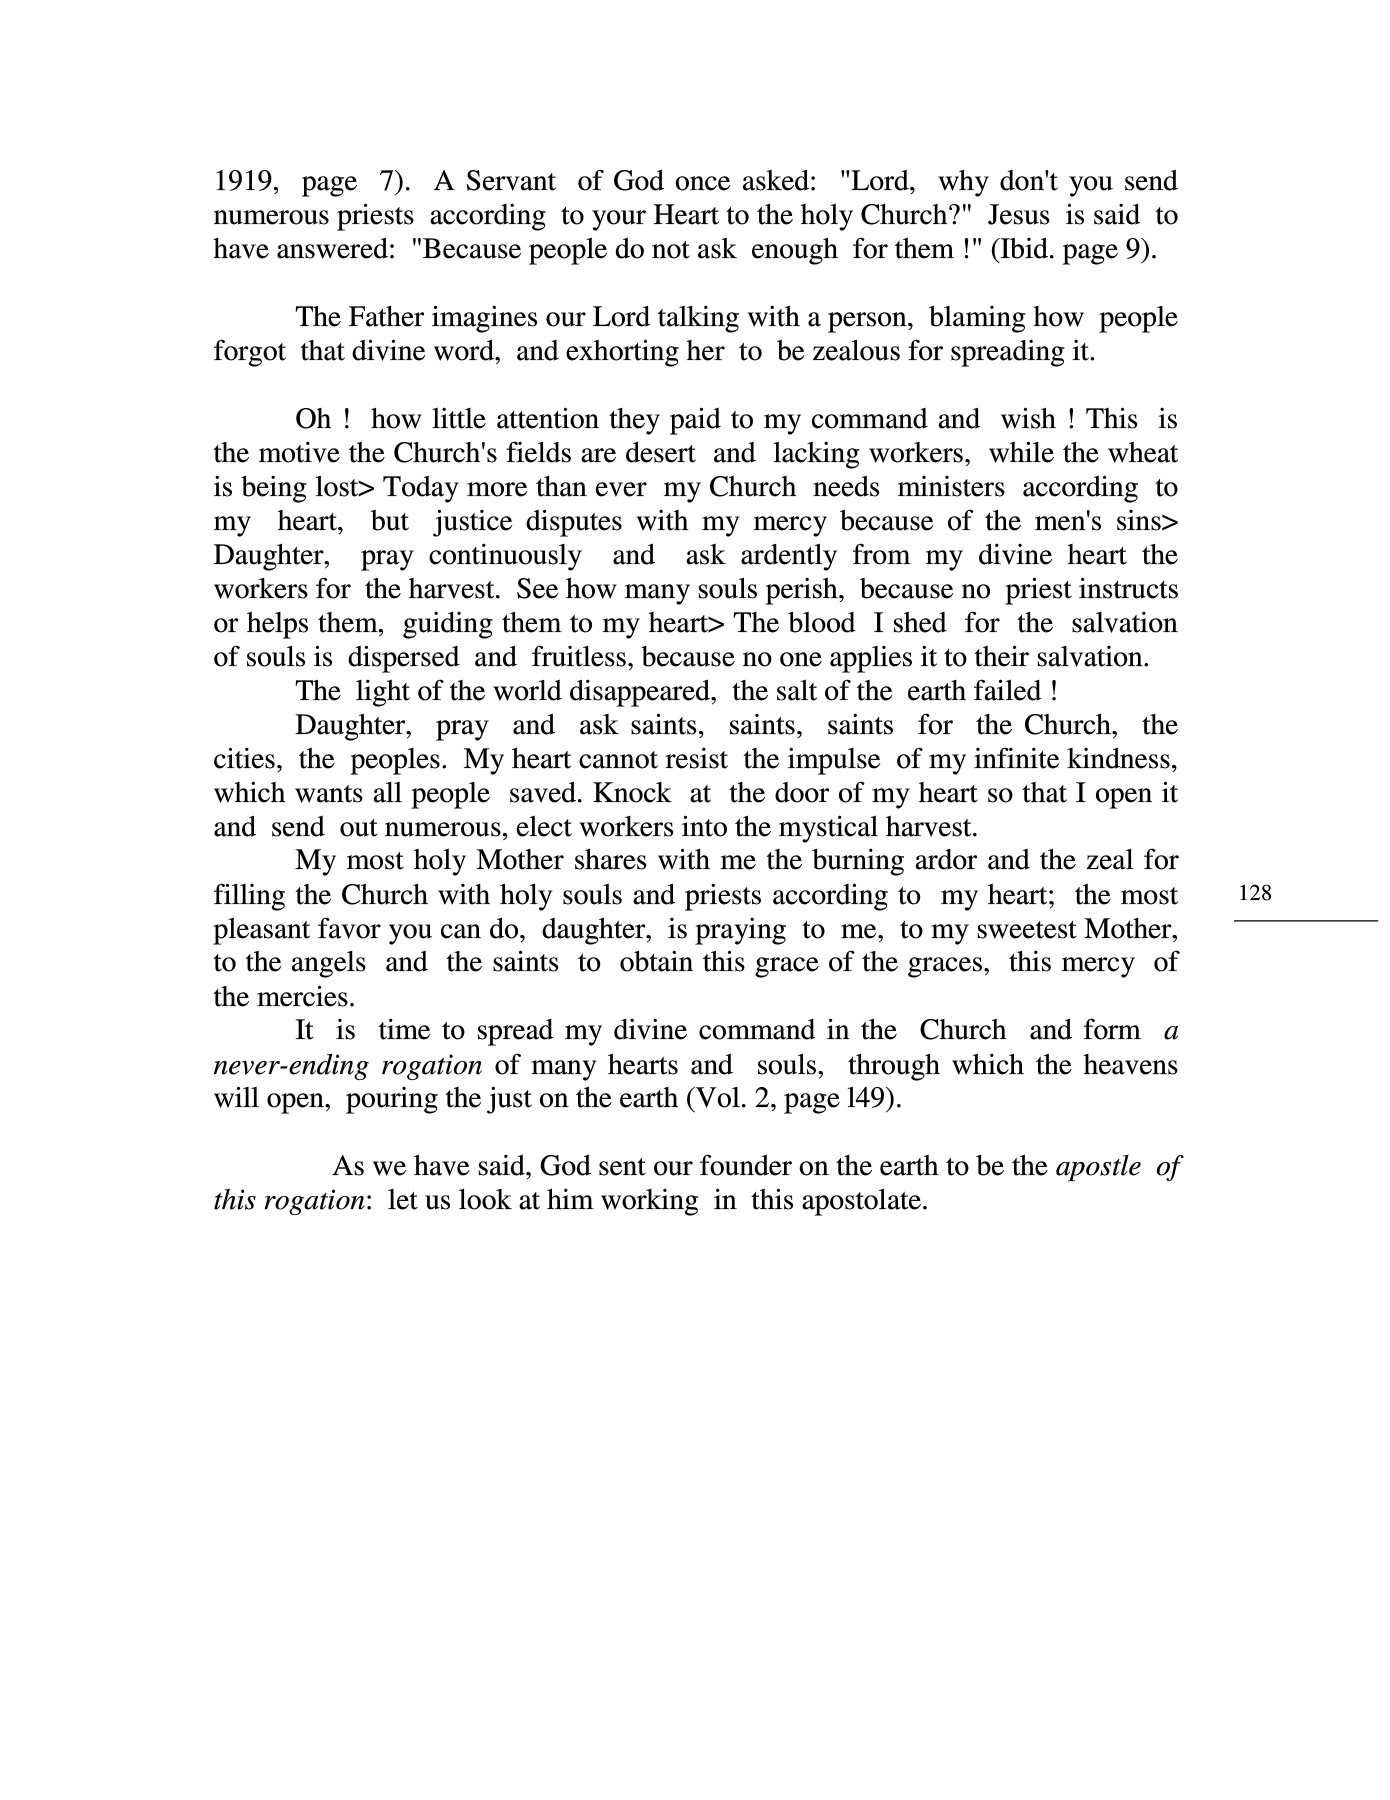 1919, page 7). A Servant of God once asked: "Lord, why don't you send
numerous priests according to your Heart to the holy Church?" Jesus is said to
have answered: "Because people do not ask enough for them !" (Ibid. page 9).
The Father imagines our Lord talking with a person, blaming how people
forgot that divine word, and exhorting her to be zealous for spreading it.
Oh ! how little attention they paid to my command and wish ! This is
the motive the Church's fields are desert and lacking workers, while the wheat
is being lost> Today more than ever my Church needs ministers according to
my heart, but justice disputes with my mercy because of the men's sins>
Daughter, pray continuously and ask ardently from my divine heart the
workers for the harvest. See how many souls perish, because no priest instructs
or helps them, guiding them to my heart> The blood I shed for the salvation
of souls is dispersed and fruitless, because no one applies it to their salvation.
The light of the world disappeared, the salt of the earth failed !
Daughter, pray and ask saints, saints, saints for the Church, the
cities, the peoples. My heart cannot resist the impulse of my infinite kindness,
which wants all people saved. Knock at the door of my heart so that I open it
and send out numerous, elect workers into the mystical harvest.
My most holy Mother shares with me the burning ardor and the zeal for
filling the Church with holy souls and priests according to my heart; the most
pleasant favor you can do, daughter, is praying to me, to my sweetest Mother,
to the angels and the saints to obtain this grace of the graces, this mercy of
the mercies.
It is time to spread my divine command in the Church and form a
never-ending rogation of many hearts and souls, through which the heavens
will open, pouring the just on the earth (Vol. 2, page l49).
As we have said, God sent our founder on the earth to be the apostle of
this rogation: let us look at him working in this apostolate.
128